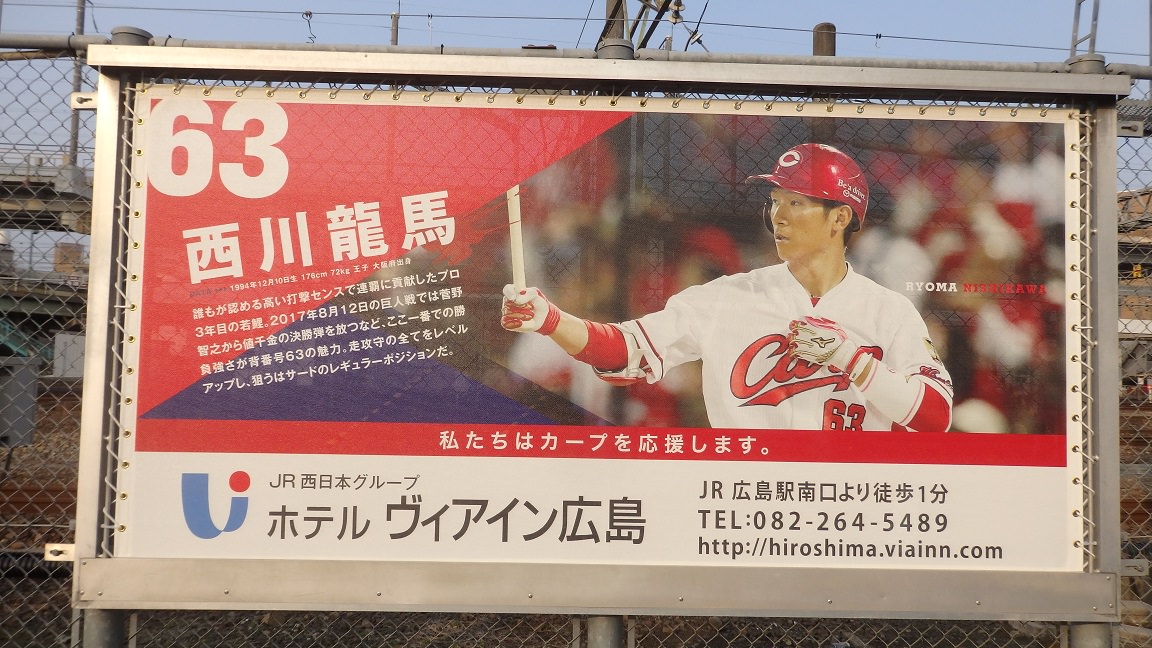 63
西川龍馬
1994年12月10日生 176cm 72kg 王子 大阪府出身
誰もが認める高い打撃センスで連覇に貢献したプロ
3年目の若鯉。2017年8月12日の巨人戦では菅野
智之から値千金の決勝弾を放つなど、ここ一番での勝
負強さが背番号63の魅力。走攻守の全てをレベル
アップし、狙うはサードのレギュラーポジションだ。
C
Be a driver.
RYOMA NISHIKAWA
63
私たちはカープを応援します。
JR西日本グループ
ホテル ヴィアイン広島
JR 広島駅南口より徒歩1分
TEL:082-264-5489
http://hiroshima.viainn.com